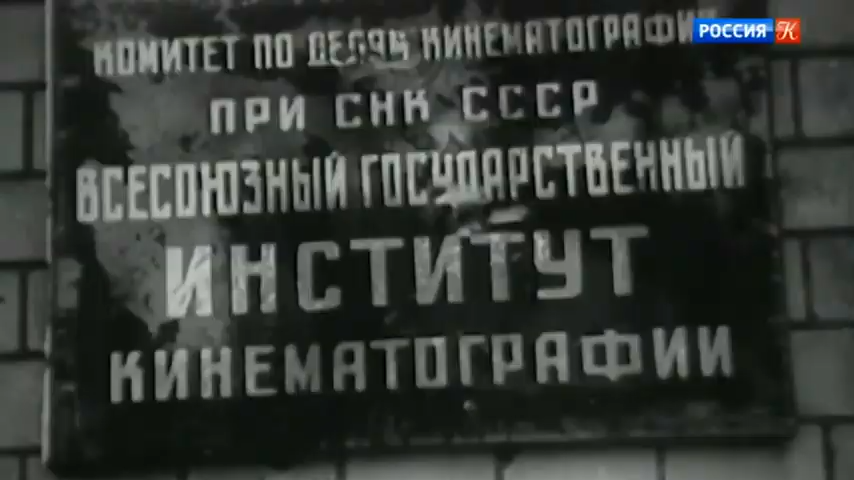 РОССИЯ К
КОМИТЕТ ПО ДЕЛАМ КИНЕМАТОГРАФИИ
ПРИ СНК СССР
ВСЕСОЮЗНЫЙ ГОСУДАРСТВЕННЫЙ
ИНСТИТУТ
КИНЕМАТОГРАФИИ